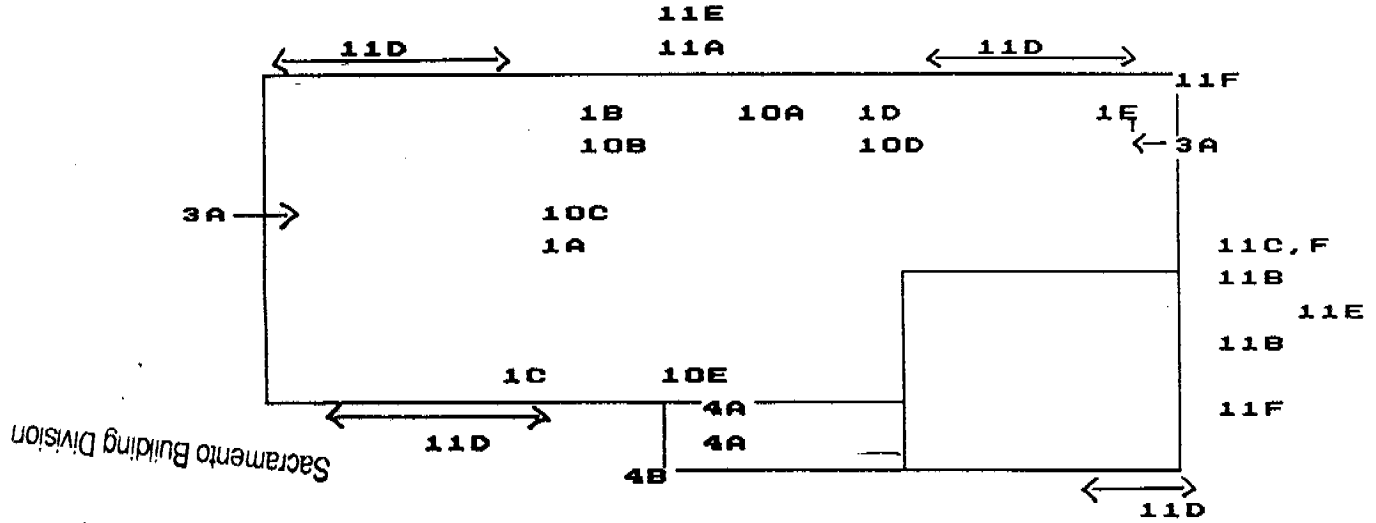 11E
11D 11A 11D
11F
1B 10A 1D 1E
10B 10D 3A
3A 10C
1A 11C,F
11B
11E
11B
1C 10E
4A 11F
11D 4A
Sacramento Building Division
4B
11D